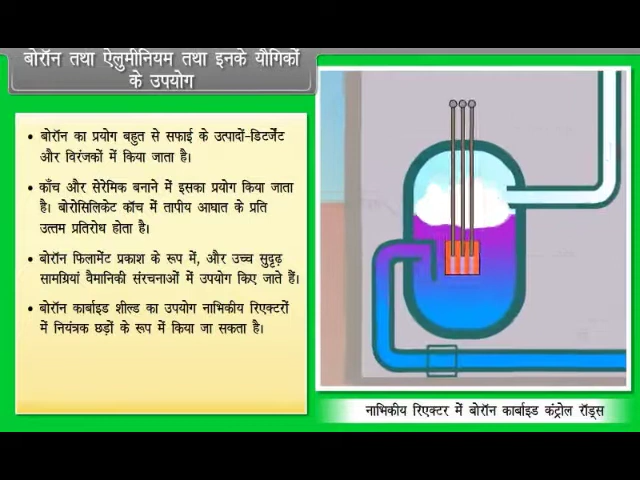 बोरॉन तथा ऐलुमीनियम तथा इनके यौगिकों
के उपयोग
• बोरॉन का प्रयोग बहुत से सफाई के उत्पादों-डिटर्जेंट
और विरंजकों में किया जाता है।
• काँच और सेरेमिक बनाने में इसका प्रयोग किया जाता
है। बोरोसिलिकेट काँच में तापीय आघात के प्रति
उत्तम प्रतिरोध होता है।
• बोरॉन फिलामेंट प्रकाश के रूप में, और उच्च सुदृढ़
सामग्रियां वैमानिकी संरचनाओं में उपयोग किए जाते हैं।
• बोरॉन कार्बाइड शील्ड का उपयोग नाभिकीय रिएक्टरों
में नियंत्रक छड़ों के रूप में किया जा सकता है।
नाभिकीय रिएक्टर में बोरॉन कार्बाइड कंट्रोल रॉड्स